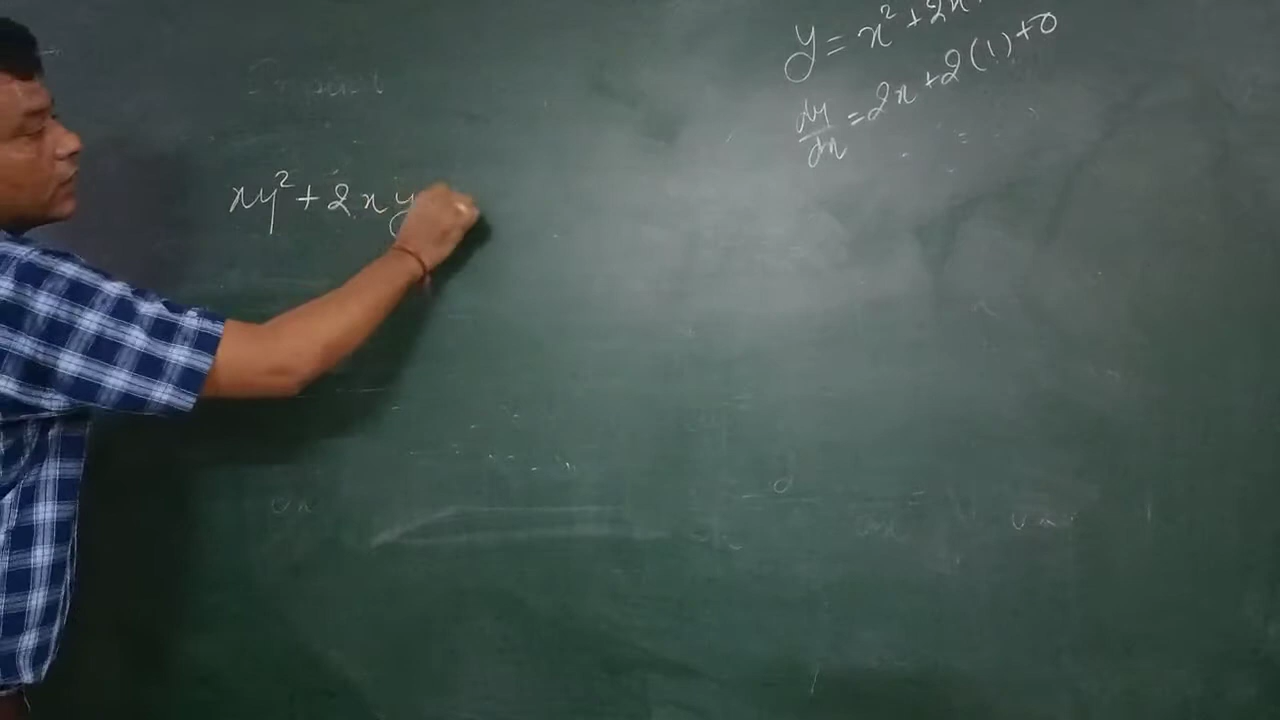 xy² + 2xy
y = x² + 2x
dy/dx = 2x + 2(1) + 0